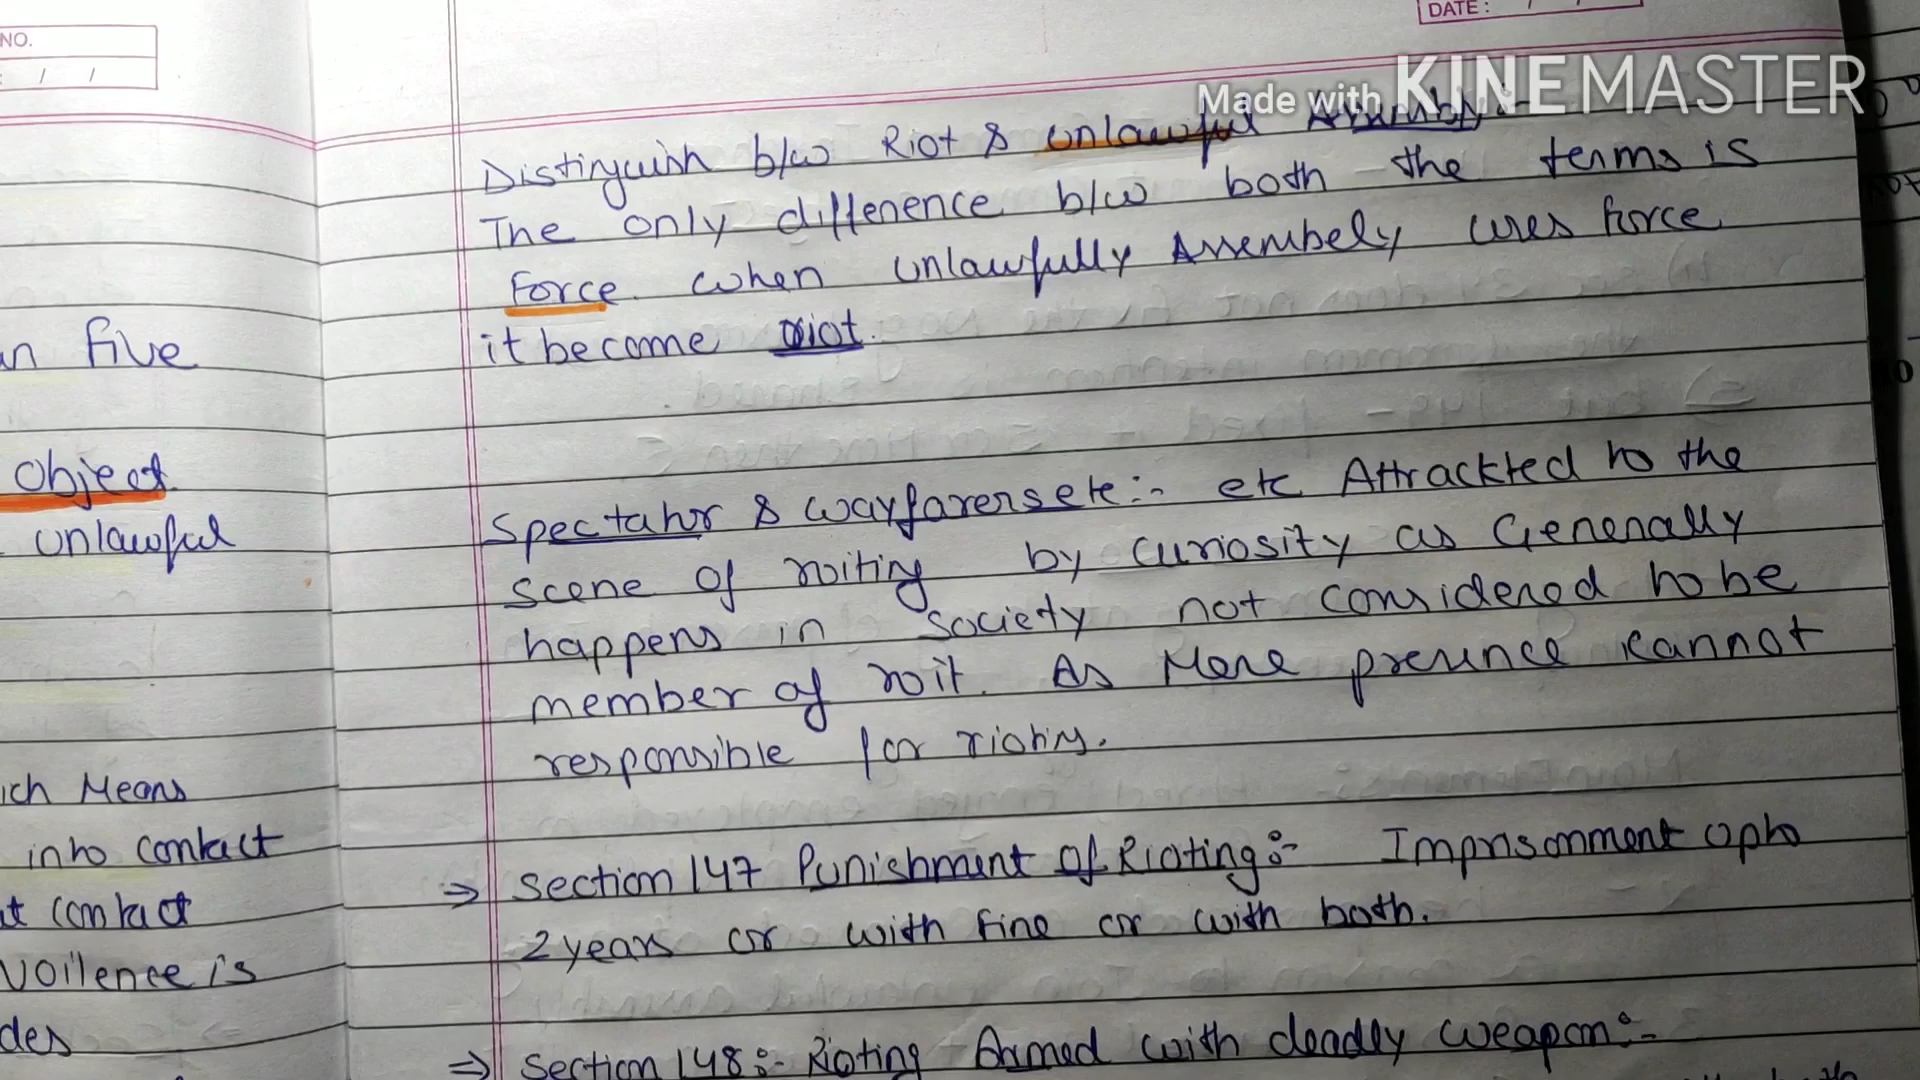 NO.
: / /
DATE: / /
Made with KINEMASTER
an five
Object
unlawful
ich Means
into contact
t contact
voilence is
des
Distinguish b/w Riot & unlawful Assembly:-
The only difference b/w both the terms is
Force. when unlawfully Assembely uses force
it become riot.
Spectator & wayfarers etc:- etc Attrackted to the
scene of roiting by curiosity as Generally
happens in society not considered to be
member of roit. As Mere presence cannot
responsible for rioting.
⇒ Section 147 Punishment of Rioting:- Imprisonment upto
2 years or with fine or with both.
⇒ Section 148:- Rioting Armed with deadly weapon:-